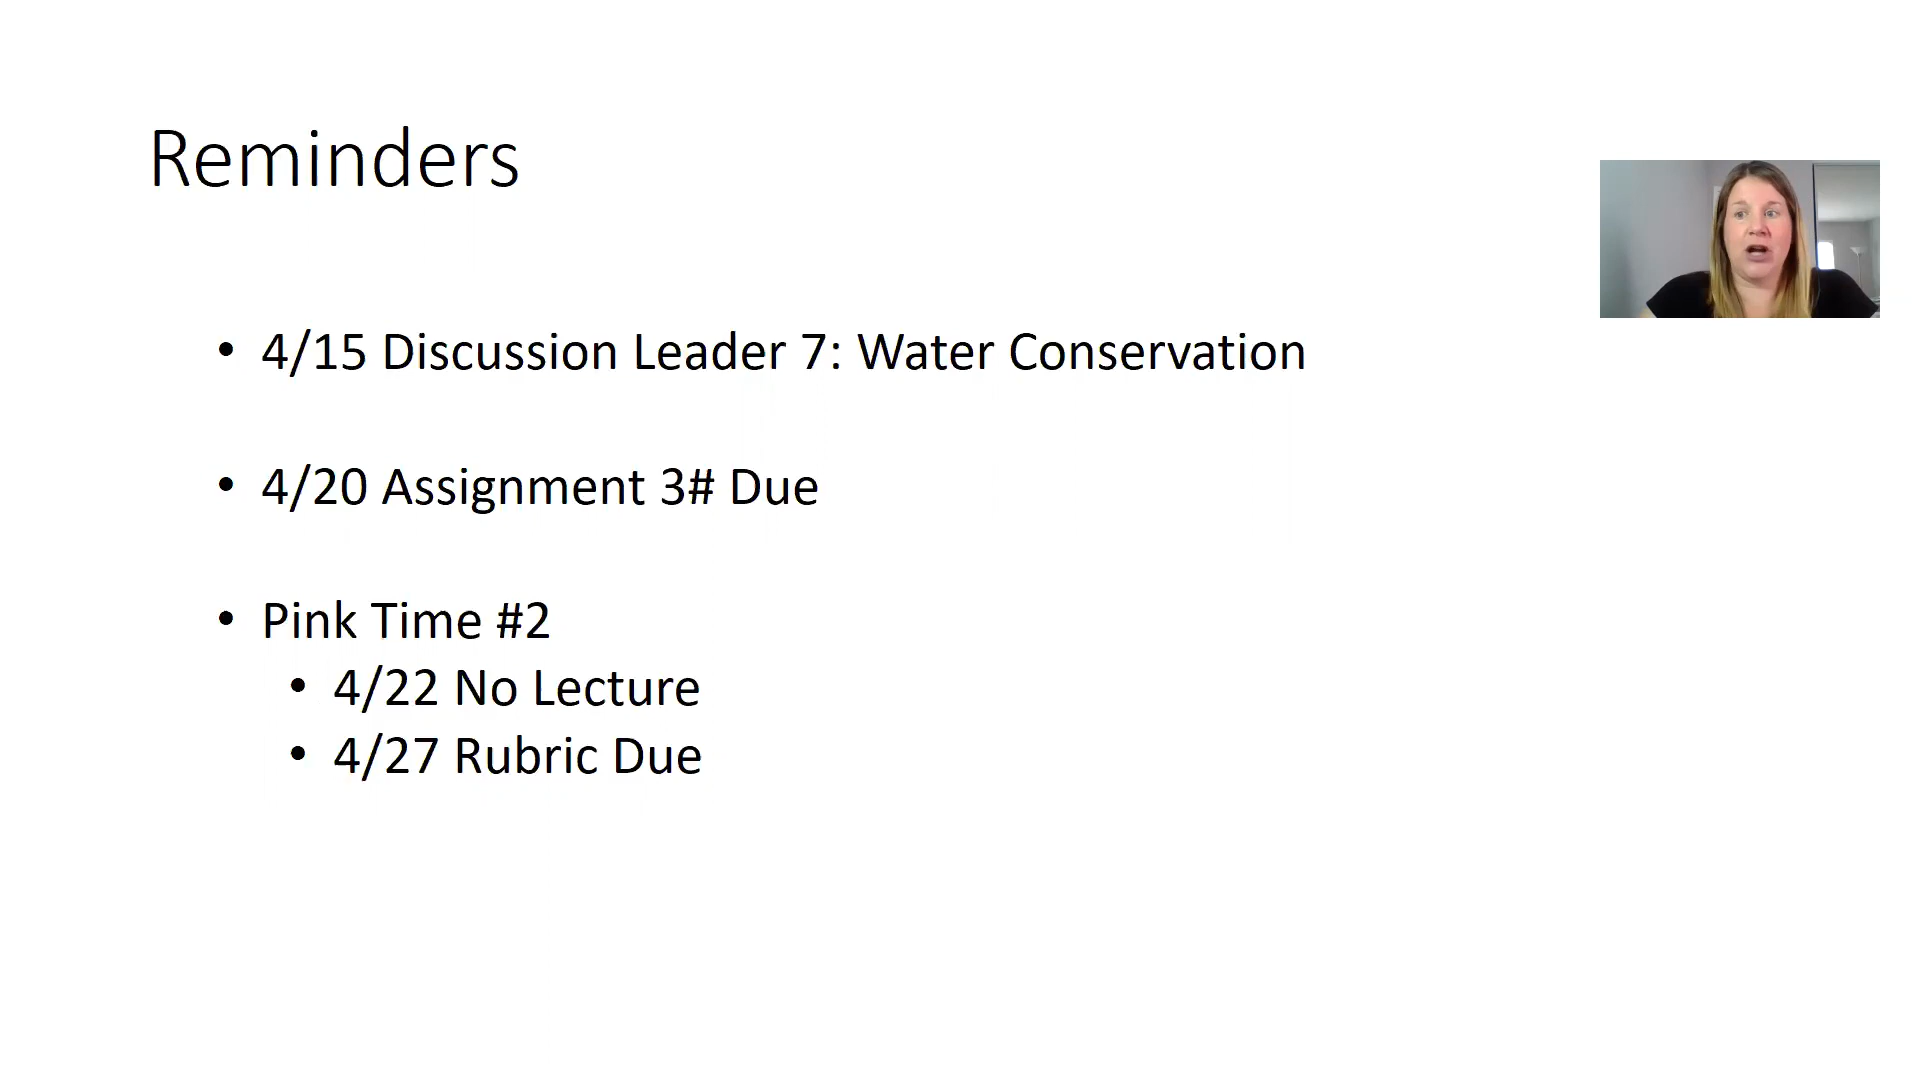 Reminders
• 4/15 Discussion Leader 7: Water Conservation
• 4/20 Assignment 3# Due
• Pink Time #2
• 4/22 No Lecture
• 4/27 Rubric Due